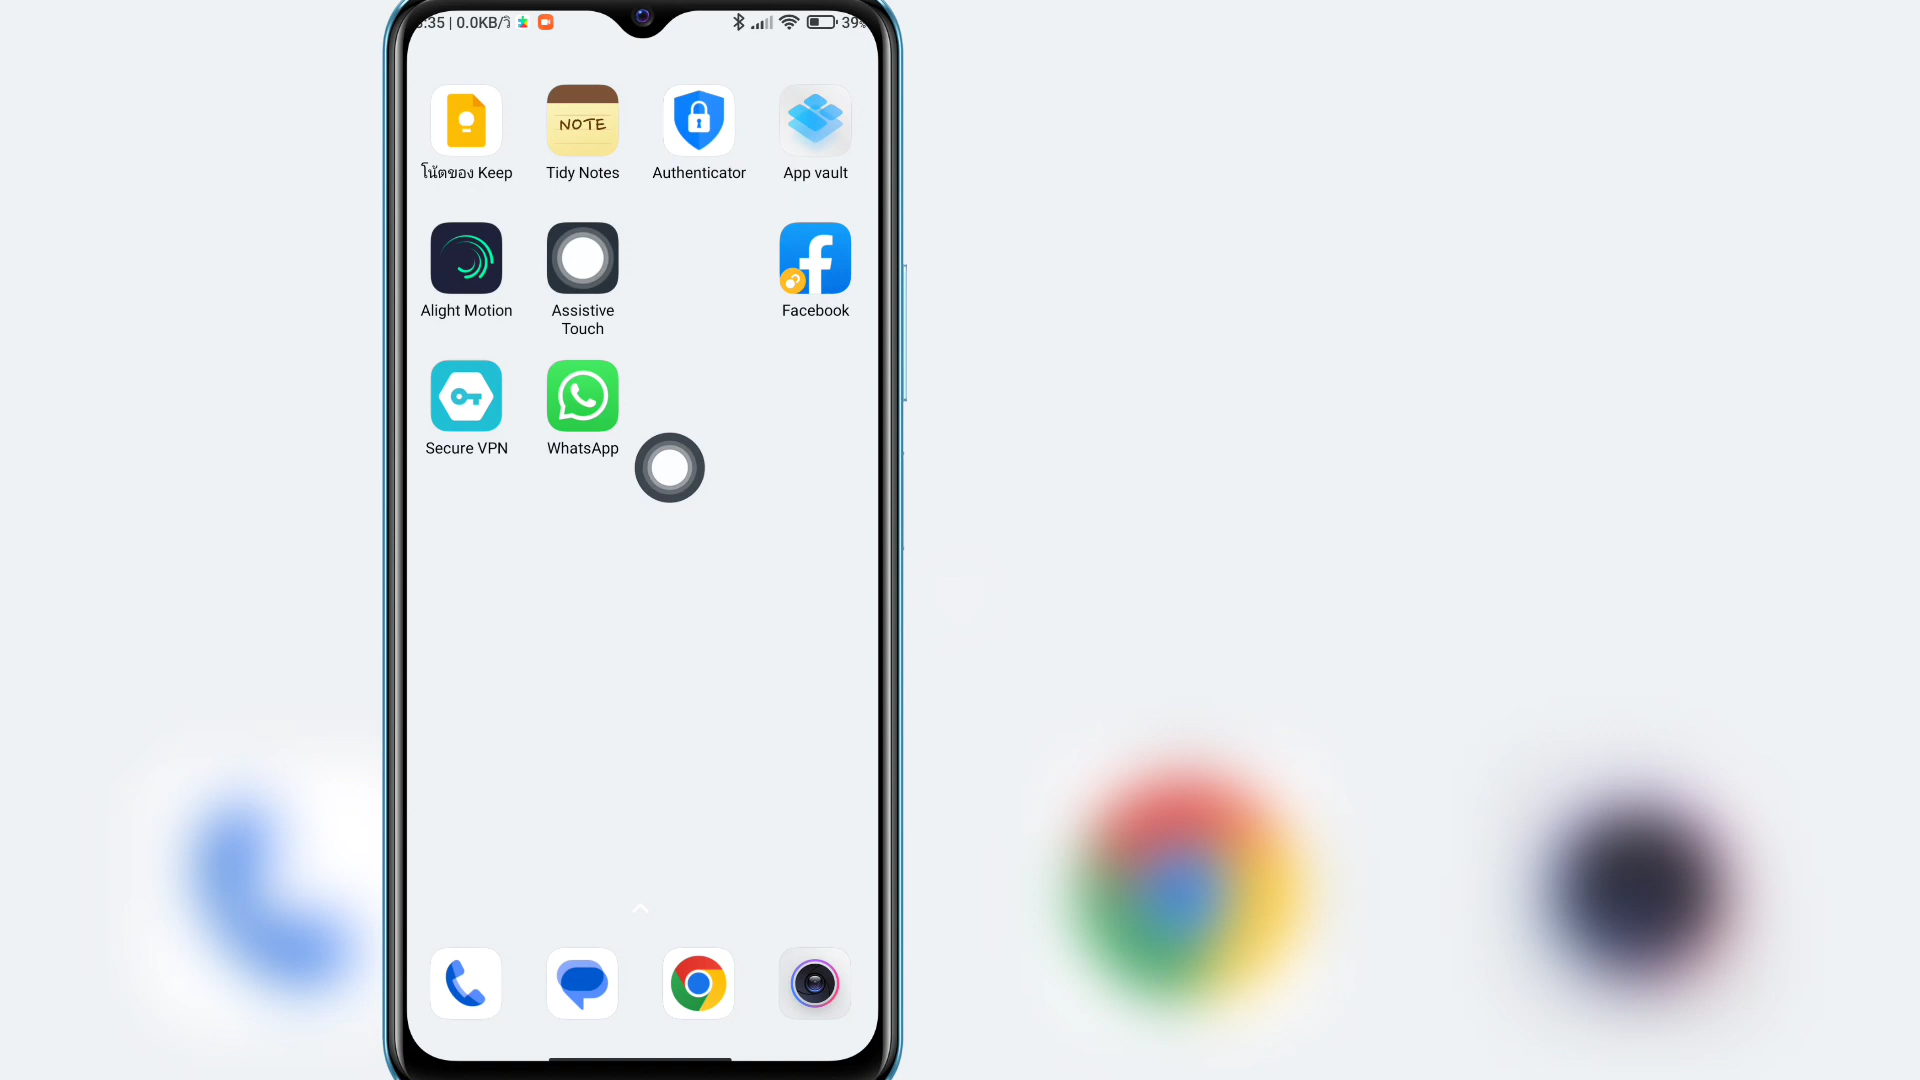 :35 | 0.0KB/วิ 39%
โน้ตของ Keep
NOTE
Tidy Notes
Authenticator
App vault
Alight Motion
Assistive
Touch
Facebook
Secure VPN
WhatsApp